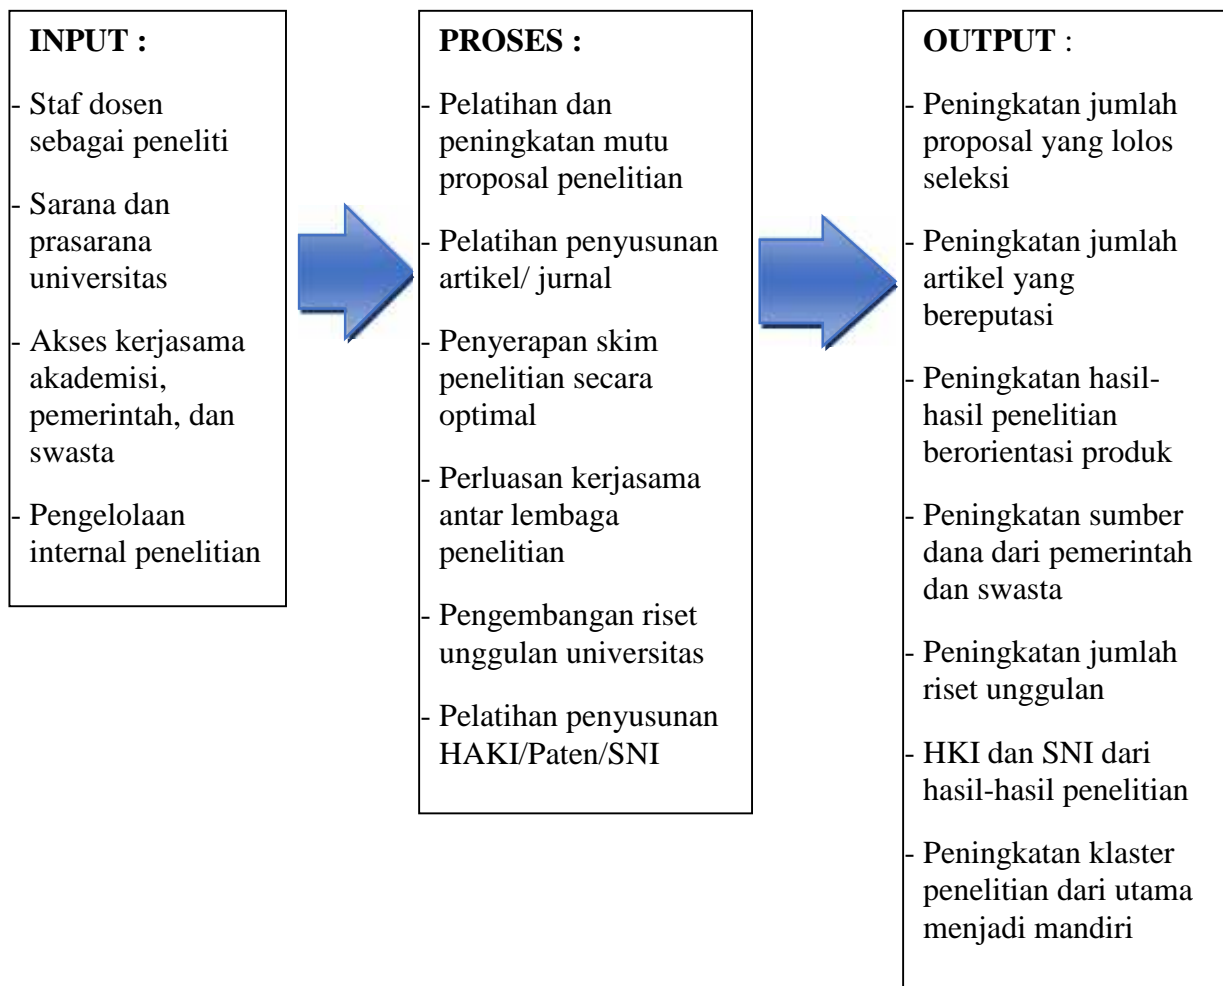 INPUT :
- Staf dosen
sebagai peneliti
- Sarana dan
prasarana
universitas
- Akses kerjasama
akademisi,
pemerintah, dan
swasta
- Pengelolaan
internal penelitian
PROSES :
- Pelatihan dan
peningkatan mutu
proposal penelitian
- Pelatihan penyusunan
artikel/ jurnal
- Penyerapan skim
penelitian secara
optimal
- Perluasan kerjasama
antar lembaga
penelitian
- Pengembangan riset
unggulan universitas
- Pelatihan penyusunan
HAKI/Paten/SNI
OUTPUT :
- Peningkatan jumlah
proposal yang lolos
seleksi
- Peningkatan jumlah
artikel yang
bereputasi
- Peningkatan hasil-
hasil penelitian
berorientasi produk
- Peningkatan sumber
dana dari pemerintah
dan swasta
- Peningkatan jumlah
riset unggulan
- HKI dan SNI dari
hasil-hasil penelitian
- Peningkatan klaster
penelitian dari utama
menjadi mandiri